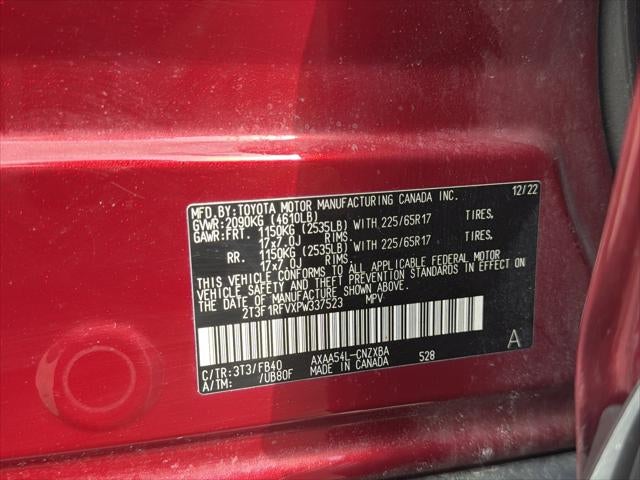 MFD.BY:TOYOTA MOTOR MANUFACTURING CANADA INC. 12/22
GVWR:2090KG (4610LB)
GAWR:FRT. 1150KG (2535LB) WITH 225/65R17 TIRES.
17x7.0J RIMS.
RR. 1150KG (2535LB) WITH 225/65R17 TIRES.
17x7.0J RIMS.
THIS VEHICLE CONFORMS TO ALL APPLICABLE FEDERAL MOTOR
VEHICLE SAFETY AND THEFT PREVENTION STANDARDS IN EFFECT ON
THE DATE OF MANUFACTURE SHOWN ABOVE.
2T3F1RFVXPW337523 MPV
C/TR:3T3/FB40 AXAA54L-CNZXBA 528 A
A/TM: /UB80F MADE IN CANADA